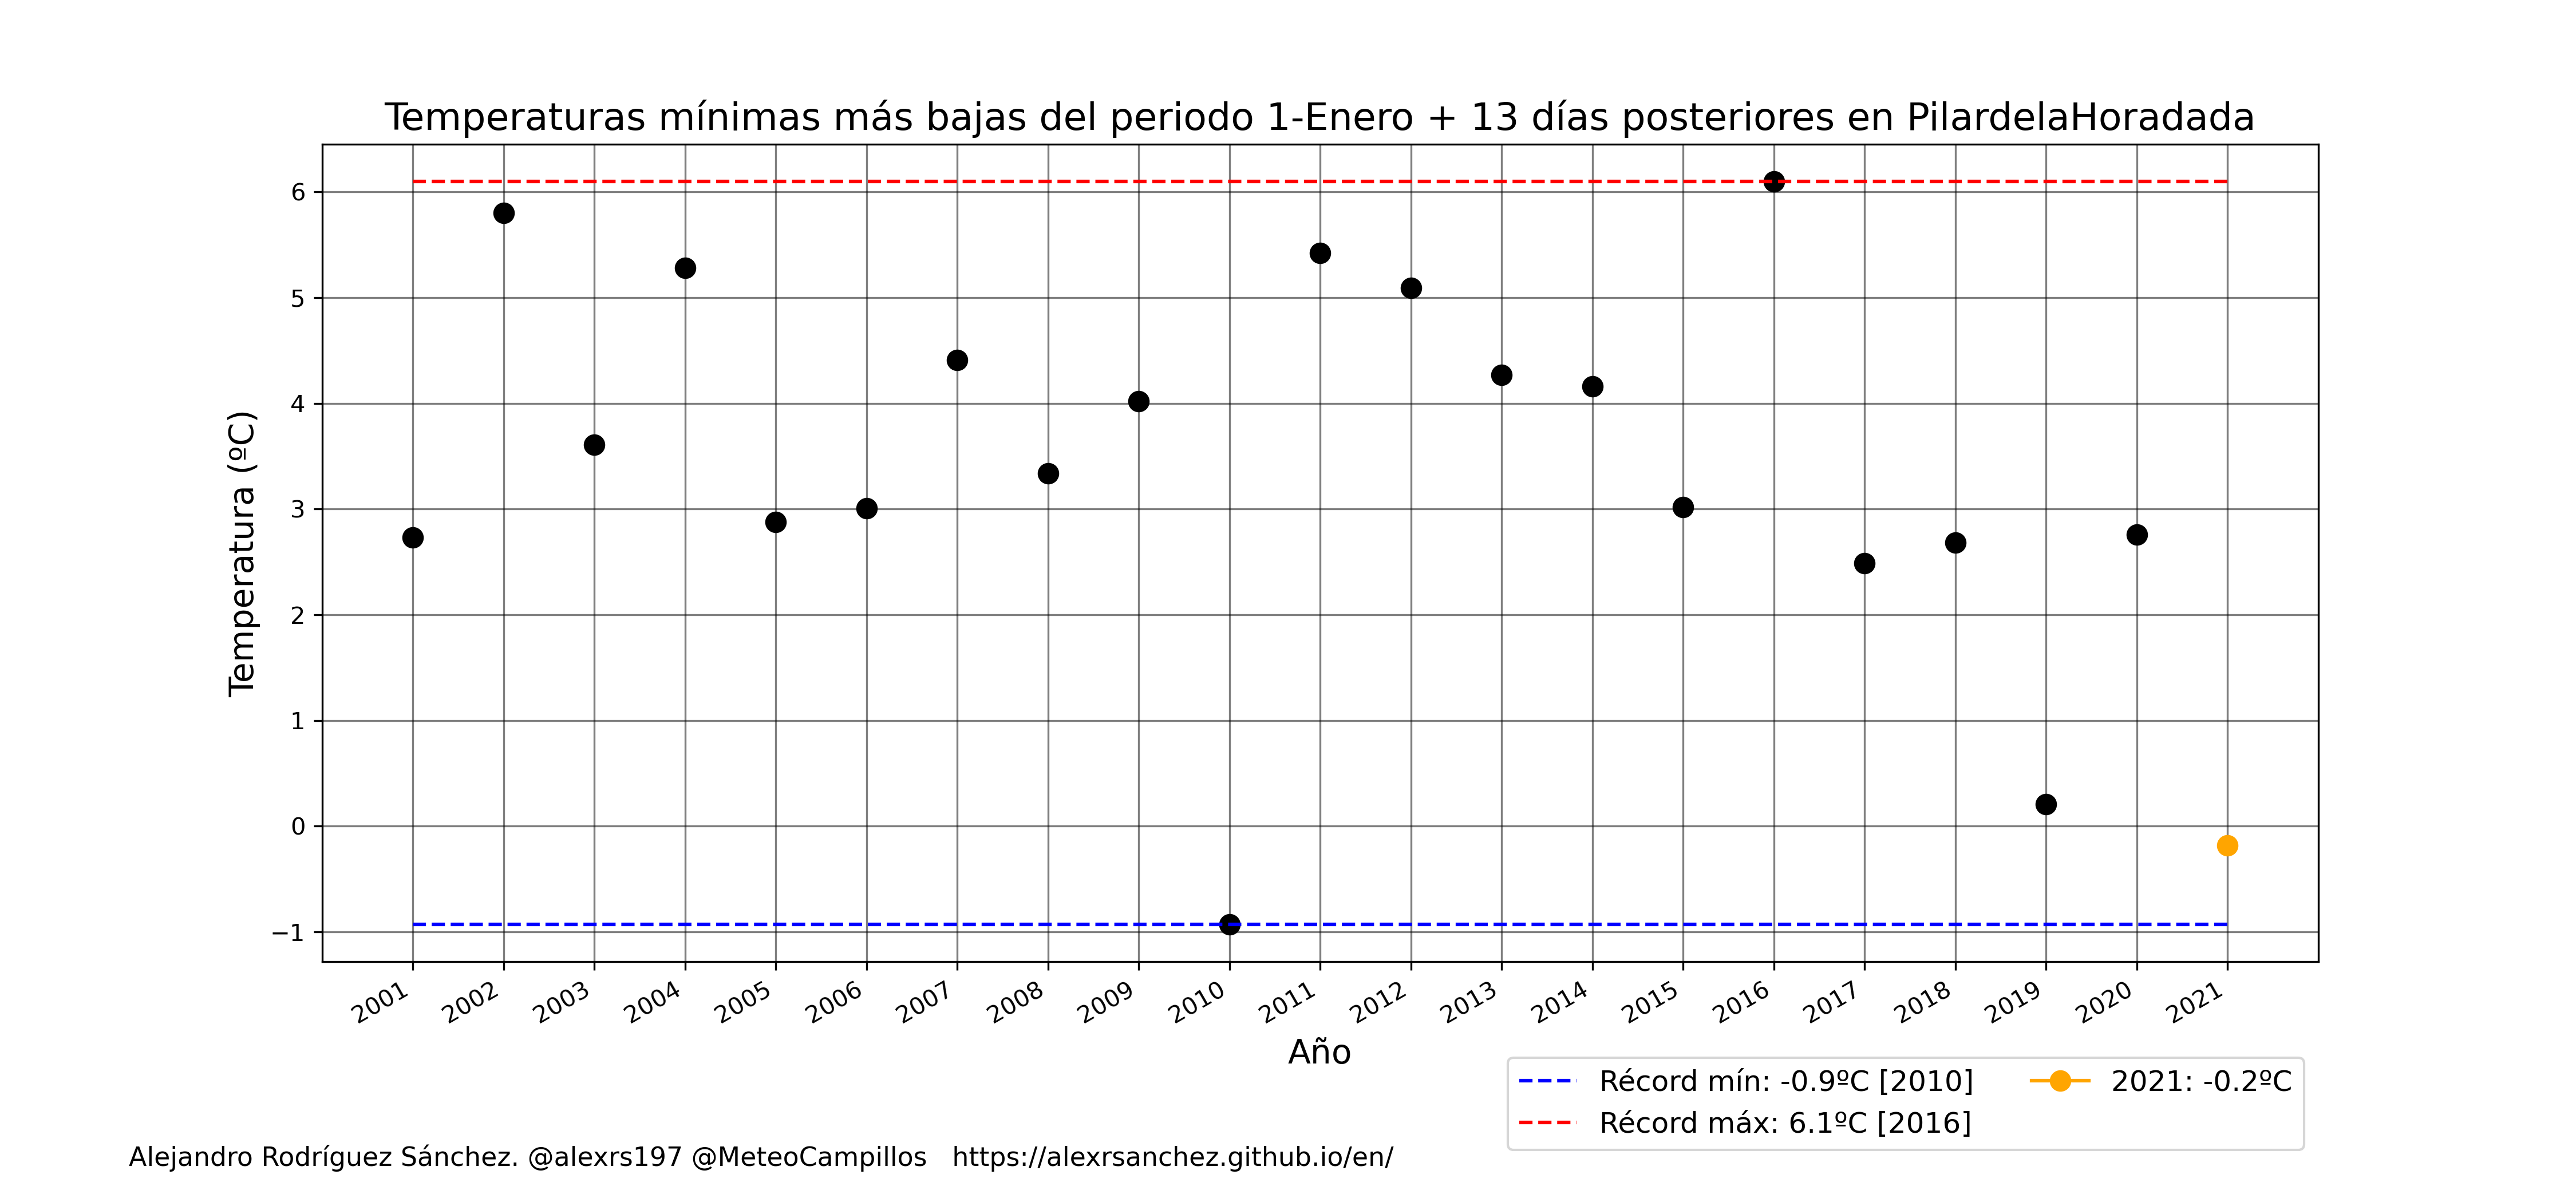 Temperaturas mínimas más bajas del periodo 1-Enero + 13 días posteriores en PilardelaHoradada
Temperatura (ºC)
6
5
4
3
2
1
0
−1
2001 2002 2003 2004 2005 2006 2007 2008 2009 2010 2011 2012 2013 2014 2015 2016 2017 2018 2019 2020 2021
Año
Récord mín: -0.9ºC [2010]
Récord máx: 6.1ºC [2016]
2021: -0.2ºC
Alejandro Rodríguez Sánchez. @alexrs197 @MeteoCampillos https://alexrsanchez.github.io/en/